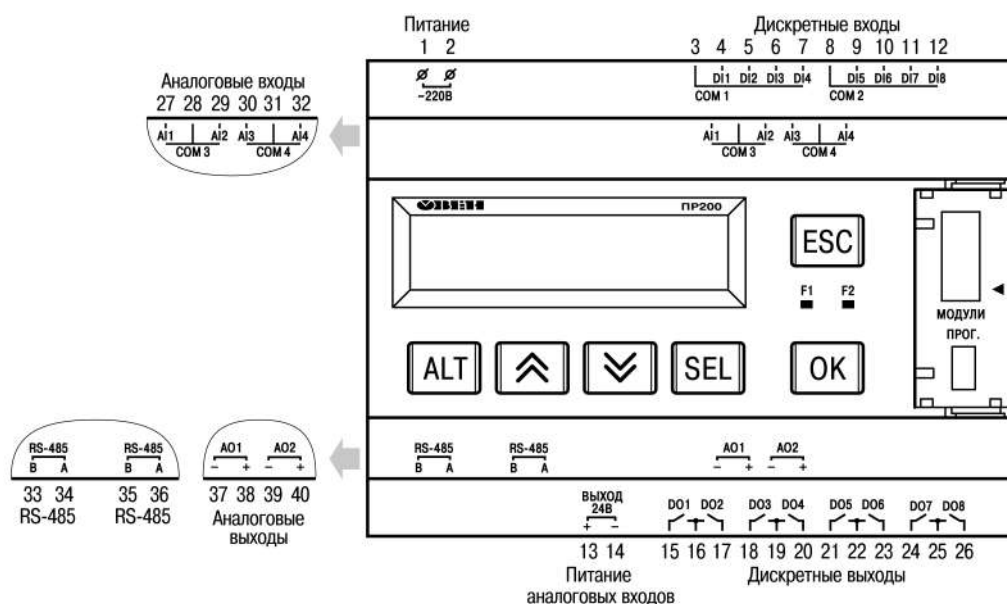 Питание
Дискретные входы
1 2
3 4 5 6 7 8 9 10 11 12
~220В
DI1 DI2 DI3 DI4 DI5 DI6 DI7 DI8
COM 1 COM 2
Аналоговые входы
27 28 29 30 31 32
AI1 AI2 AI3 AI4
COM 3 COM 4
AI1 AI2 AI3 AI4
COM 3 COM 4
ОВЕН ПР200
ESC
F1 F2
МОДУЛИ
ПРОГ.
ALT SEL OK
RS-485 RS-485
B A B A
33 34 35 36
RS-485 RS-485
AO1 AO2
– + – +
37 38 39 40
Аналоговые
выходы
RS-485 RS-485
B A B A
AO1 AO2
– + – +
ВЫХОД
24В
+ –
DO1 DO2 DO3 DO4 DO5 DO6 DO7 DO8
13 14 15 16 17 18 19 20 21 22 23 24 25 26
Питание
аналоговых входов
Дискретные выходы